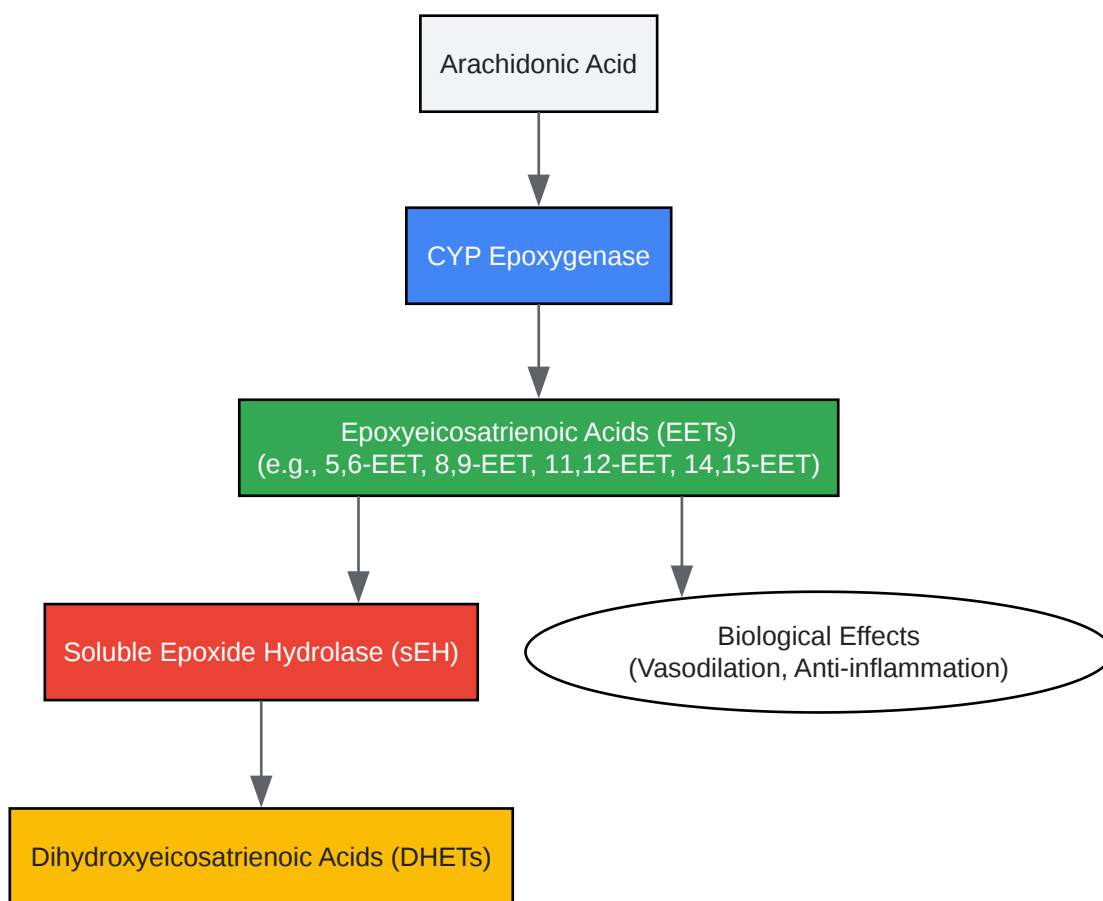 Arachidonic Acid
CYP Epoxygenase
Epoxyeicosatrienoic Acids (EETs)
(e.g., 5,6-EET, 8,9-EET, 11,12-EET, 14,15-EET)
Soluble Epoxide Hydrolase (sEH)
Biological Effects
(Vasodilation, Anti-inflammation)
Dihydroxyeicosatrienoic Acids (DHETs)